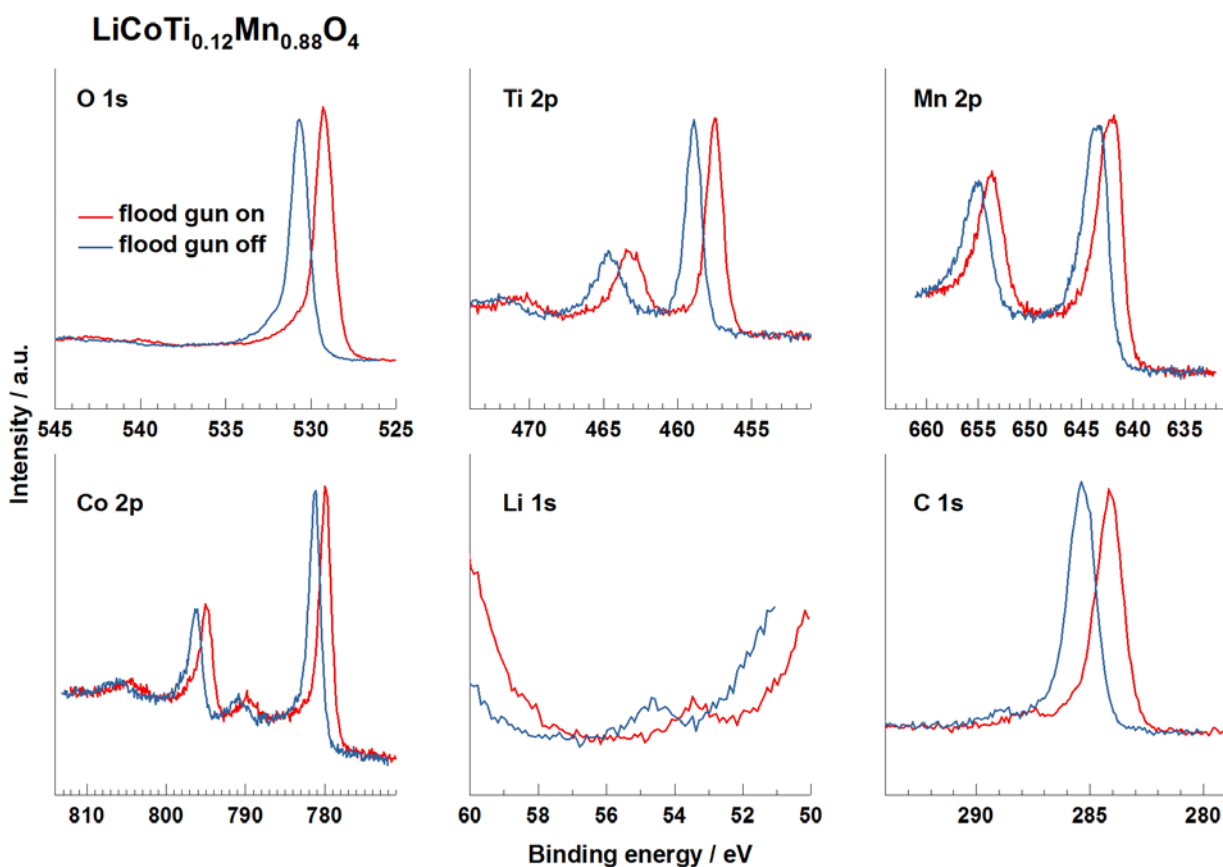 LiCoTi0.12Mn0.88O4
O 1s
flood gun on
flood gun off
545 540 535 530 525
Ti 2p
470 465 460 455
Mn 2p
660 655 650 645 640 635
Intensity / a.u.
Co 2p
810 800 790 780
Li 1s
60 58 56 54 52 50
C 1s
290 285 280
Binding energy / eV